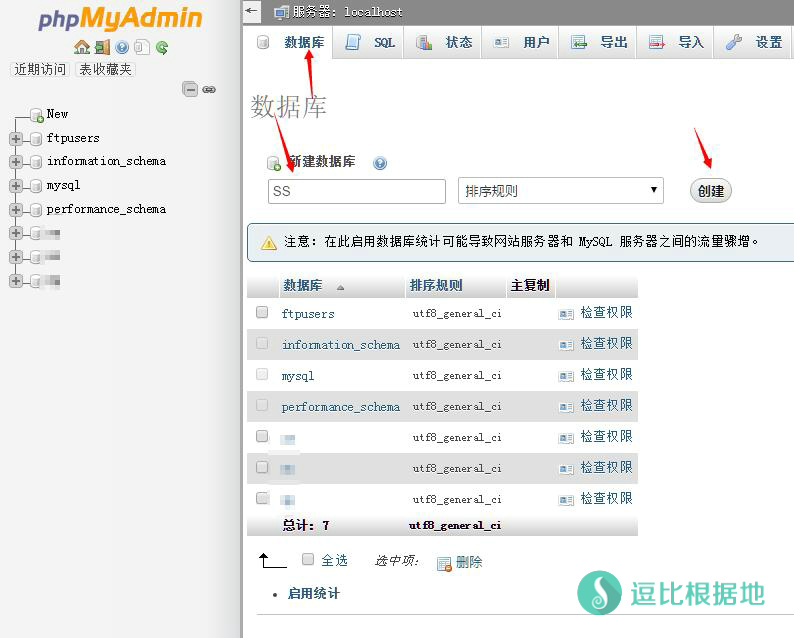 phpMyAdmin
近期访问 表收藏夹
New
ftpusers
information_schema
mysql
performance_schema
服务器: localhost
数据库 SQL 状态 用户 导出 导入 设置
数据库
新建数据库
SS 排序规则 创建
注意: 在此启用数据库统计可能导致网站服务器和 MySQL 服务器之间的流量骤增。
数据库 排序规则 主复制
ftpusers utf8_general_ci 检查权限
information_schema utf8_general_ci 检查权限
mysql utf8_general_ci 检查权限
performance_schema utf8_general_ci 检查权限
utf8_general_ci 检查权限
utf8_general_ci 检查权限
utf8_general_ci 检查权限
总计: 7 utf8_general_ci
全选 选中项: 删除
启用统计
逗比根据地